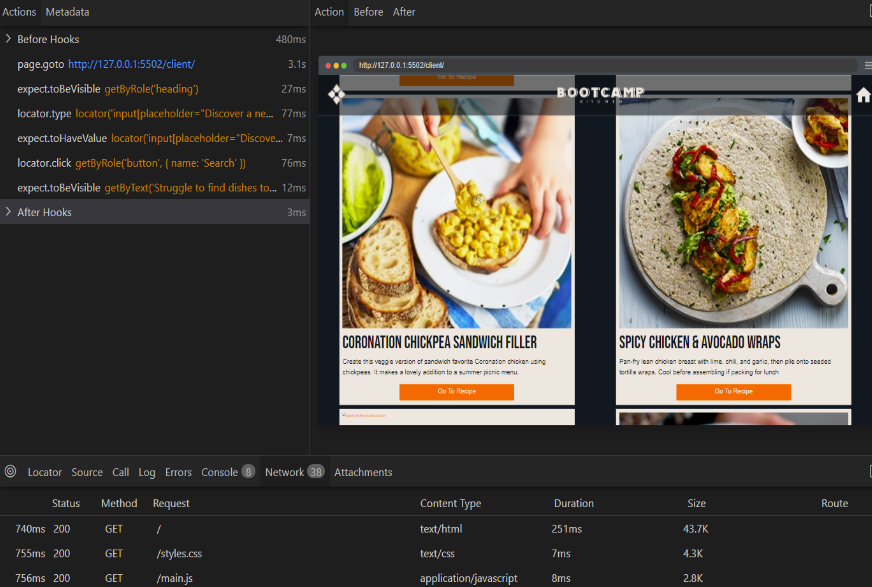 Actions Metadata
Before Hooks 480ms
page.goto http://127.0.0.1:5502/client/ 3.1s
expect.toBeVisible getByRole('heading') 27ms
locator.type locator('input[placeholder="Discover a ne... 77ms
expect.toHaveValue locator('input[placeholder="Discove... 7ms
locator.click getByRole('button', { name: 'Search' }) 76ms
expect.toBeVisible getByText('Struggle to find dishes to... 12ms
After Hooks 3ms
Action Before After
http://127.0.0.1:5502/client/
Go To Recipe
BOOTCAMP
KITCHEN
CORONATION CHICKPEA SANDWICH FILLER
Create this veggie version of sandwich favorite Coronation chicken using
chickpeas. It makes a lovely addition to a summer picnic menu.
Go To Recipe
SPICY CHICKEN & AVOCADO WRAPS
Pan-fry lean chicken breast with lime, chili, and garlic, then pile onto seeded
tortilla wraps. Cool before assembling if packing for lunch
Go To Recipe
Locator Source Call Log Errors Console 8 Network 38 Attachments
Status Method Request Content Type Duration Size Route
740ms 200 GET / text/html 251ms 43.7K
755ms 200 GET /styles.css text/css 7ms 4.3K
756ms 200 GET /main.js application/javascript 8ms 2.8K